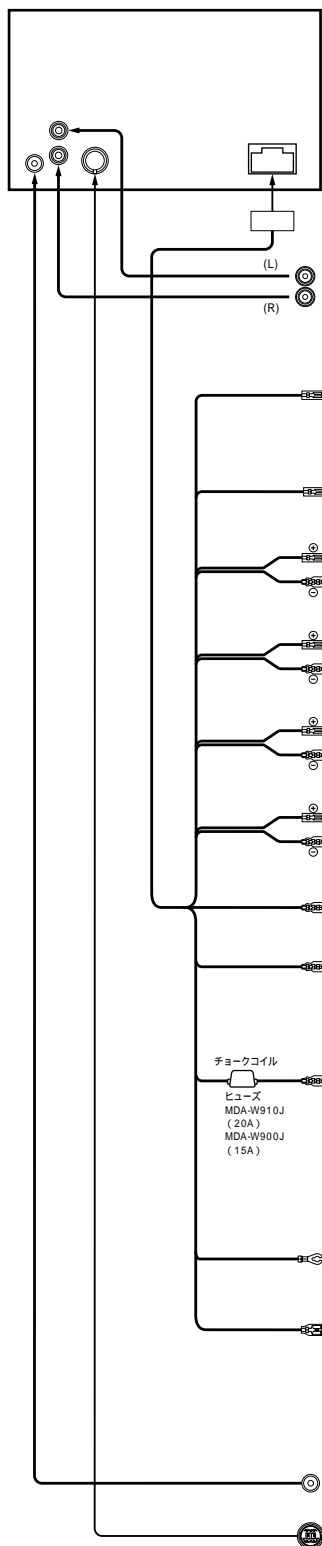 (L)
(R)
⊕
⊖
⊕
⊖
⊕
⊖
⊕
⊖
チョークコイル
ヒューズ
MDA-W910J
(20A)
MDA-W900J
(15A)